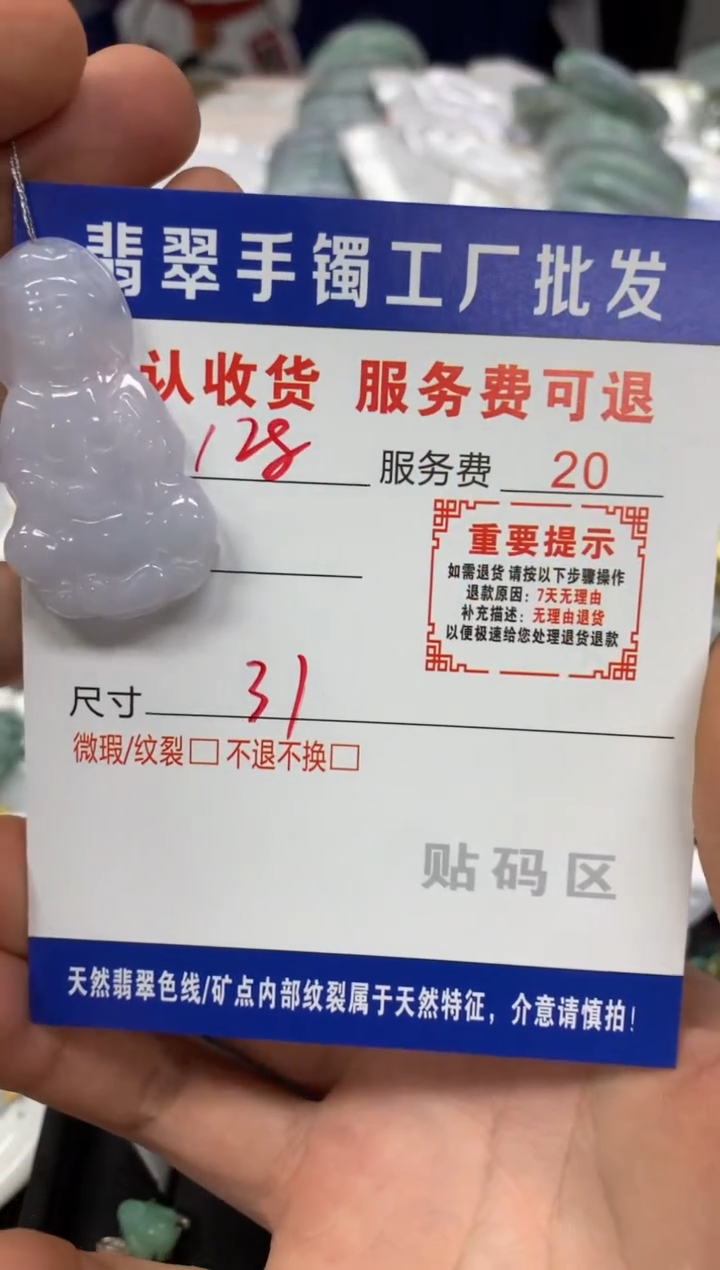 翡翠手镯工厂批发
认收货 服务费可退
128 服务费 20
重要提示
如需退货 请按以下步骤操作
退款原因：7天无理由
补充描述：无理由退货
以便极速给您处理退货退款
尺寸 31
微瑕/纹裂□ 不退不换□
贴码区
天然翡翠色线/矿点内部纹裂属于天然特征，介意请慎拍！